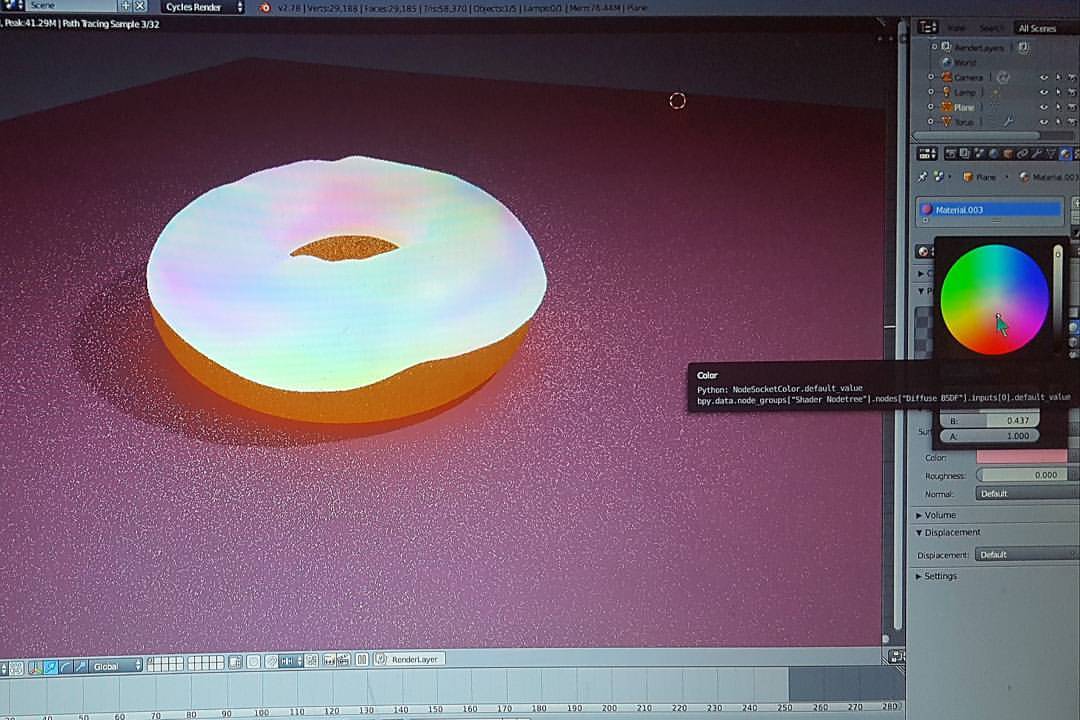 Scene
Cycles Render
v2.78 | Verts:29,188 | Faces:29,185 | Tris:58,370 | Objects:1/5 | Lamps:0/1 | Mem:76.44M | Plane
, Peak:41.29M | Path Tracing Sample 3/32
View Search All Scenes
RenderLayers
World
Camera
Lamp
Plane
Torus
Plane
Material.003
Material.003
Color
Python: NodeSocketColor.default_value
bpy.data.node_groups["Shader Nodetree"].nodes["Diffuse BSDF"].inputs[0].default_value
B: 0.437
A: 1.000
Color:
Roughness: 0.000
Normal: Default
Volume
Displacement
Displacement: Default
Settings
Global
RenderLayer
40 50 60 70 80 90 100 110 120 130 140 150 160 170 180 190 200 210 220 230 240 250 260 270 280